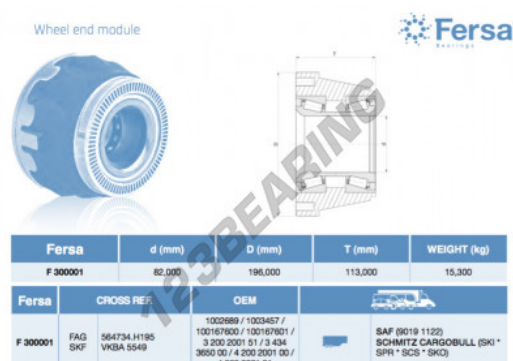 Wheel end module
Fersa
Bearings
T
D
d
123BEARING
Fersa d (mm) D (mm) T (mm) WEIGHT (kg)
F 300001 82,000 196,000 113,000 15,300
Fersa CROSS REF. OEM
F 300001
FAG 564734.H195
SKF VKBA 5549
1002689 / 1003457 /
100167600 / 100167601 /
3 200 2001 51 / 3 434
3650 00 / 4 200 2001 00 /
SAF (9019 1122)
SCHMITZ CARGOBULL (SKI *
SPR * SCS * SKO)